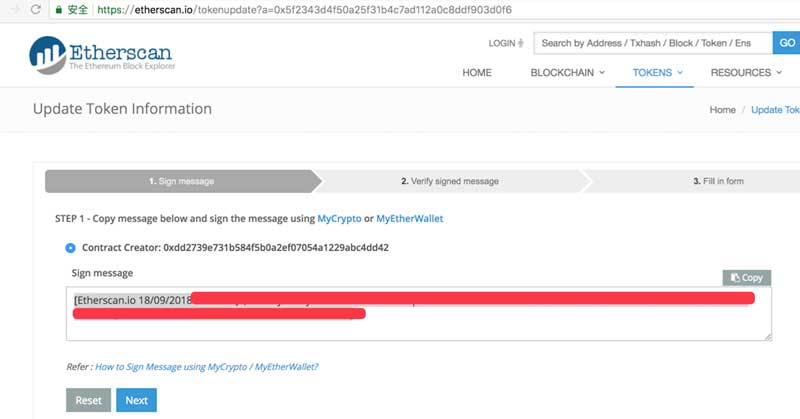 安全 https://etherscan.io/tokenupdate?a=0x5f2343d4f50a25f31b4c7ad112a0c8ddf903d0f6
LOGIN Search by Address / Txhash / Block / Token / Ens GO
Etherscan
The Ethereum Block Explorer
HOME BLOCKCHAIN TOKENS RESOURCES
Update Token Information Home / Update Tok
1. Sign message 2. Verify signed message 3. Fill in form
STEP 1 - Copy message below and sign the message using MyCrypto or MyEtherWallet
Contract Creator: 0xdd2739e731b584f5b0a2ef07054a1229abc4dd42
Sign message Copy
[Etherscan.io 18/09/2018
Refer : How to Sign Message using MyCrypto / MyEtherWallet?
Reset Next